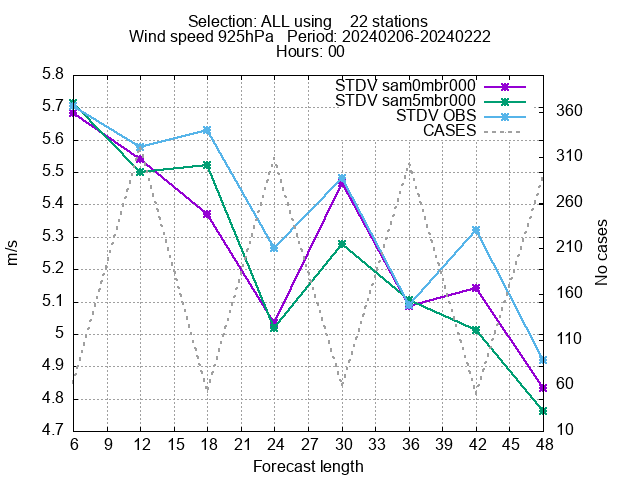 Selection: ALL using    22 stations
Wind speed 925hPa   Period: 20240206-20240222
Hours: 00
STDV sam0mbr000
STDV sam5mbr000
STDV OBS
CASES
5.8
5.7
5.6
5.5
5.4
5.3
5.2
5.1
5
4.9
4.8
4.7
m/s
360
310
260
210
160
110
60
10
No cases
6 12 18 21 24 27 30 33 36 39 42 45 48
Forecast length